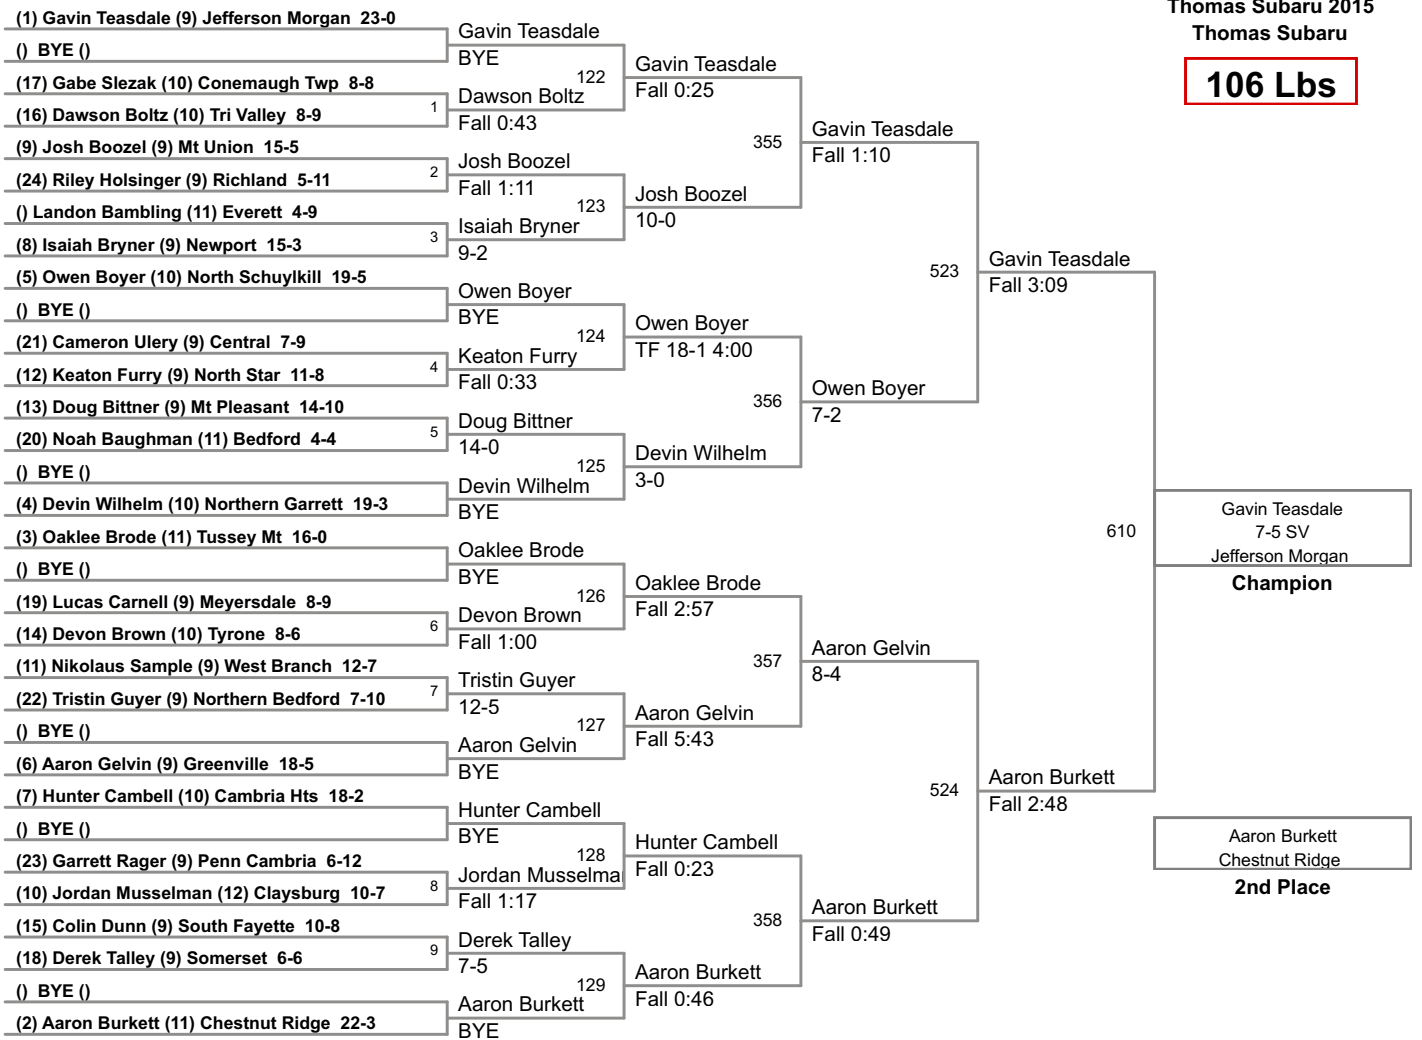 Thomas Subaru 2015
Thomas Subaru
106 Lbs
(1) Gavin Teasdale (9) Jefferson Morgan 23-0
() BYE ()
(17) Gabe Slezak (10) Conemaugh Twp 8-8
(16) Dawson Boltz (10) Tri Valley 8-9
(9) Josh Boozel (9) Mt Union 15-5
(24) Riley Holsinger (9) Richland 5-11
() Landon Bambling (11) Everett 4-9
(8) Isaiah Bryner (9) Newport 15-3
(5) Owen Boyer (10) North Schuylkill 19-5
() BYE ()
(21) Cameron Ulery (9) Central 7-9
(12) Keaton Furry (9) North Star 11-8
(13) Doug Bittner (9) Mt Pleasant 14-10
(20) Noah Baughman (11) Bedford 4-4
() BYE ()
(4) Devin Wilhelm (10) Northern Garrett 19-3
(3) Oaklee Brode (11) Tussey Mt 16-0
() BYE ()
(19) Lucas Carnell (9) Meyersdale 8-9
(14) Devon Brown (10) Tyrone 8-6
(11) Nikolaus Sample (9) West Branch 12-7
(22) Tristin Guyer (9) Northern Bedford 7-10
() BYE ()
(6) Aaron Gelvin (9) Greenville 18-5
(7) Hunter Cambell (10) Cambria Hts 18-2
() BYE ()
(23) Garrett Rager (9) Penn Cambria 6-12
(10) Jordan Musselman (12) Claysburg 10-7
(15) Colin Dunn (9) South Fayette 10-8
(18) Derek Talley (9) Somerset 6-6
() BYE ()
(2) Aaron Burkett (11) Chestnut Ridge 22-3
1
2
3
4
5
6
7
8
9
Gavin Teasdale
BYE
122
Dawson Boltz
Fall 0:43
Josh Boozel
Fall 1:11
123
Isaiah Bryner
9-2
Owen Boyer
BYE
124
Keaton Furry
Fall 0:33
Doug Bittner
14-0
125
Devin Wilhelm
BYE
Oaklee Brode
BYE
126
Devon Brown
Fall 1:00
Tristin Guyer
12-5
127
Aaron Gelvin
BYE
Hunter Cambell
BYE
128
Jordan Musselma
Fall 1:17
Derek Talley
7-5
129
Aaron Burkett
BYE
Gavin Teasdale
Fall 0:25
355
Josh Boozel
10-0
Owen Boyer
TF 18-1 4:00
356
Devin Wilhelm
3-0
Oaklee Brode
Fall 2:57
357
Aaron Gelvin
Fall 5:43
Hunter Cambell
Fall 0:23
358
Aaron Burkett
Fall 0:46
Gavin Teasdale
Fall 1:10
523
Owen Boyer
7-2
Aaron Gelvin
8-4
524
Aaron Burkett
Fall 0:49
Gavin Teasdale
Fall 3:09
610
Aaron Burkett
Fall 2:48
Gavin Teasdale
7-5 SV
Jefferson Morgan
Champion
Aaron Burkett
Chestnut Ridge
2nd Place